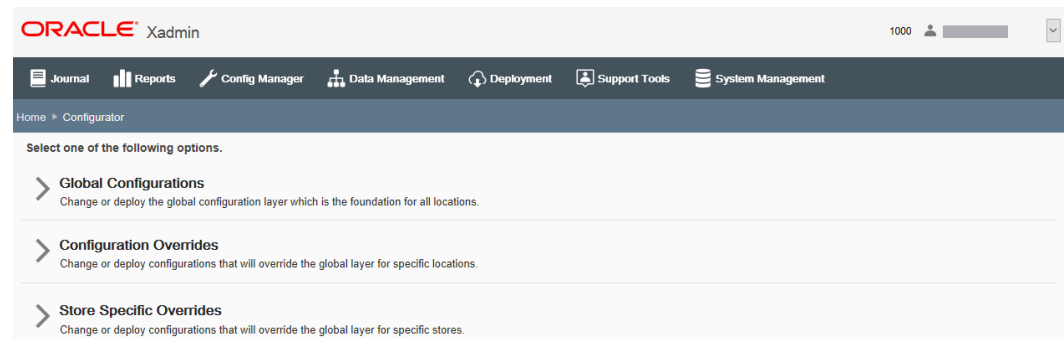 ORACLE® Xadmin 1000
Journal Reports Config Manager Data Management Deployment Support Tools System Management
Home Configurator
Select one of the following options.
Global Configurations
Change or deploy the global configuration layer which is the foundation for all locations.
Configuration Overrides
Change or deploy configurations that will override the global layer for specific locations.
Store Specific Overrides
Change or deploy configurations that will override the global layer for specific stores.